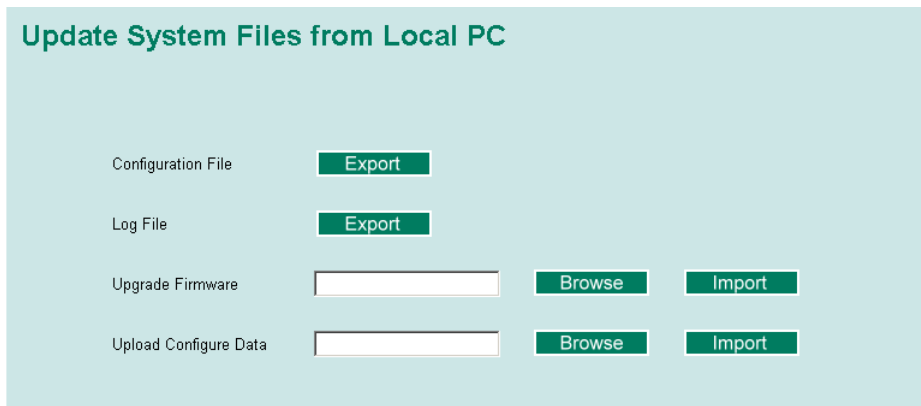 Update System Files from Local PC
Configuration File Export
Log File Export
Upgrade Firmware Browse Import
Upload Configure Data Browse Import